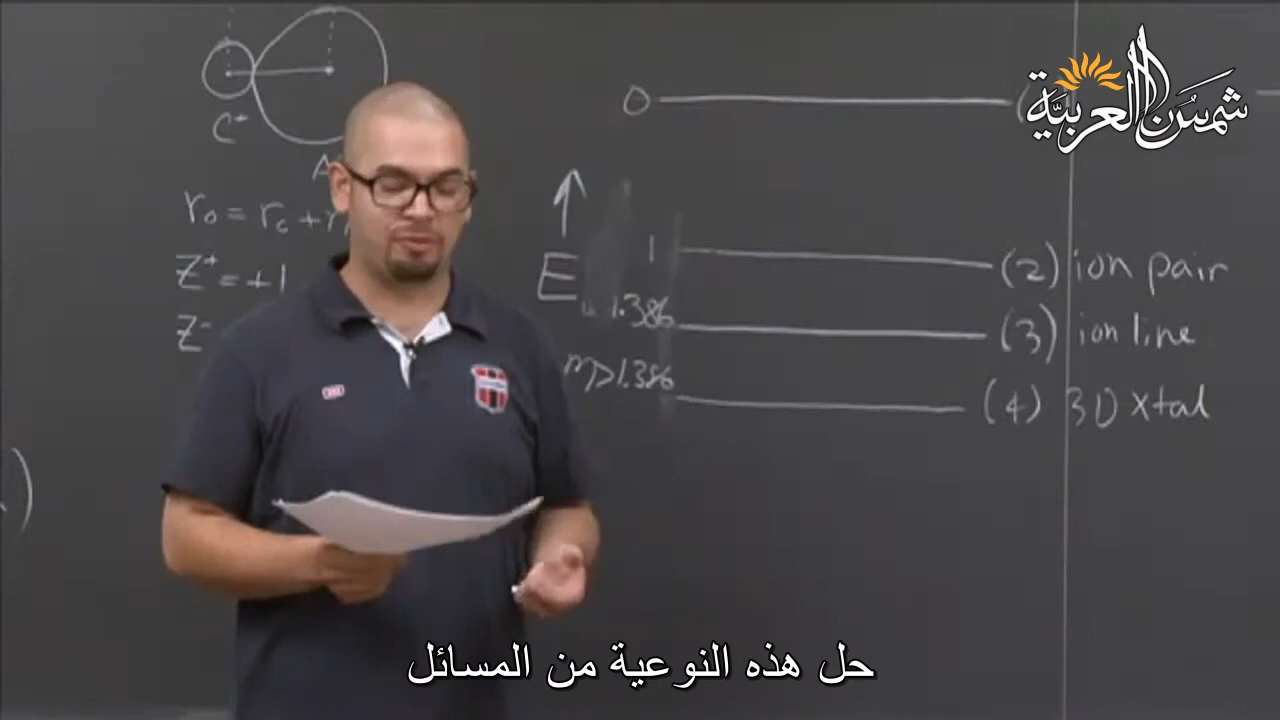 شمس العربية
C+
A
r₀ = r_c + r
Z⁺ = +1
Z⁻
0
E
1
(2) ion pair
1.386
(3) ion line
M>1.386
(4) 3D xtal
حل هذه النوعية من المسائل